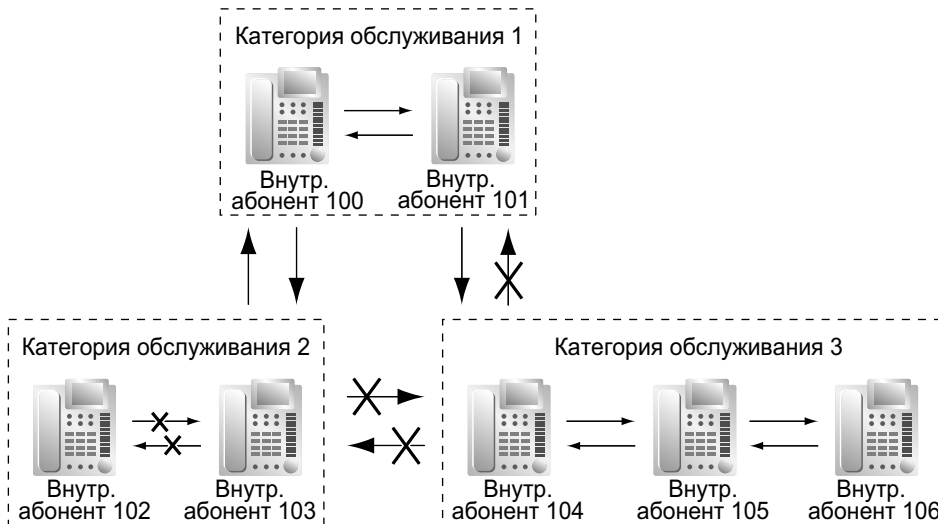 Категория обслуживания 1
Внутр.
абонент 100
Внутр.
абонент 101
Категория обслуживания 2
Внутр.
абонент 102
Внутр.
абонент 103
Категория обслуживания 3
Внутр.
абонент 104
Внутр.
абонент 105
Внутр.
абонент 106